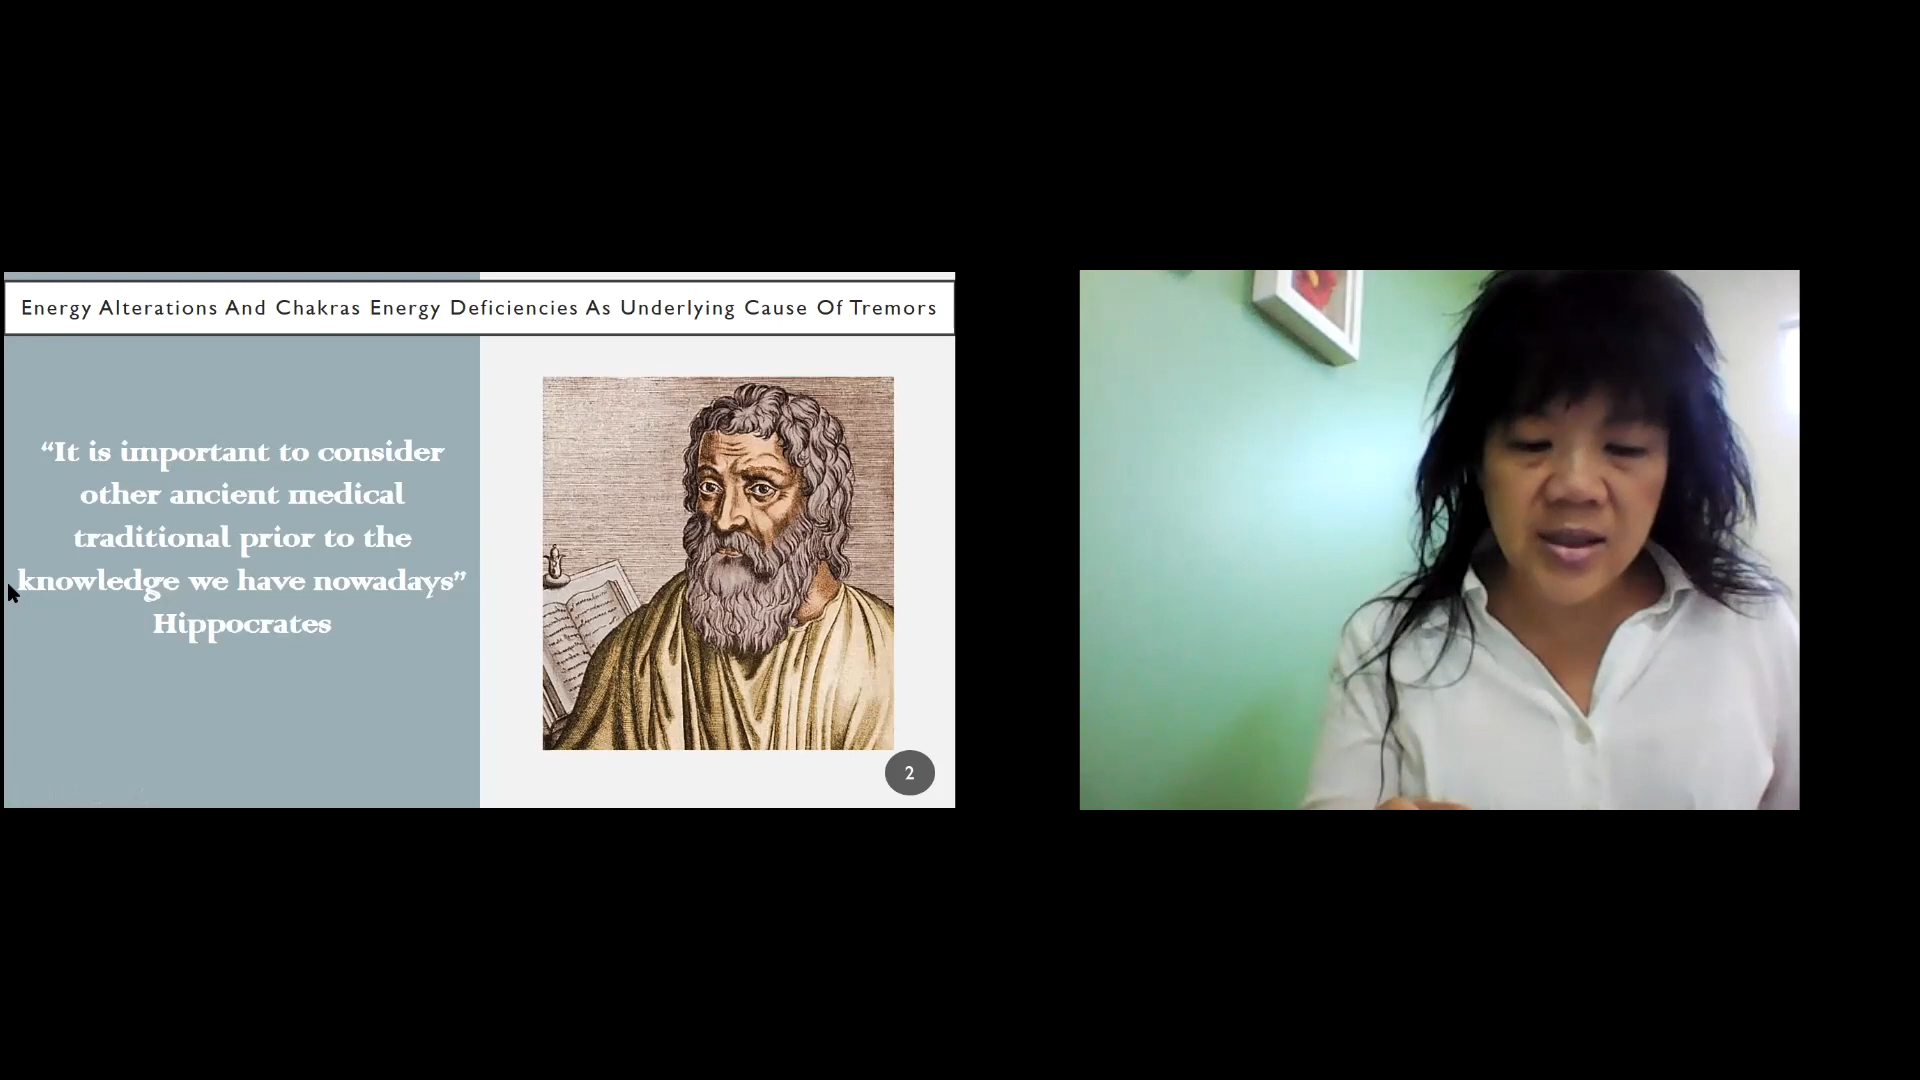 Energy Alterations And Chakras Energy Deficiencies As Underlying Cause Of Tremors
“It is important to consider
other ancient medical
traditional prior to the
knowledge we have nowadays”
Hippocrates
2